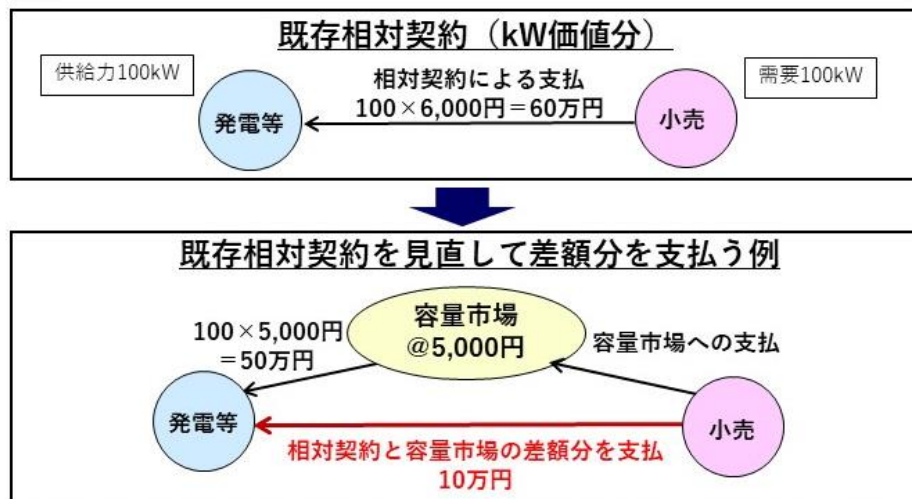 既存相対契約（kW価値分）
供給力100kW
需要100kW
相対契約による支払
100×6,000円＝60万円
発電等
小売
既存相対契約を見直して差額分を支払う例
容量市場
@5,000円
100×5,000円
＝50万円
容量市場への支払
発電等
小売
相対契約と容量市場の差額分を支払
10万円